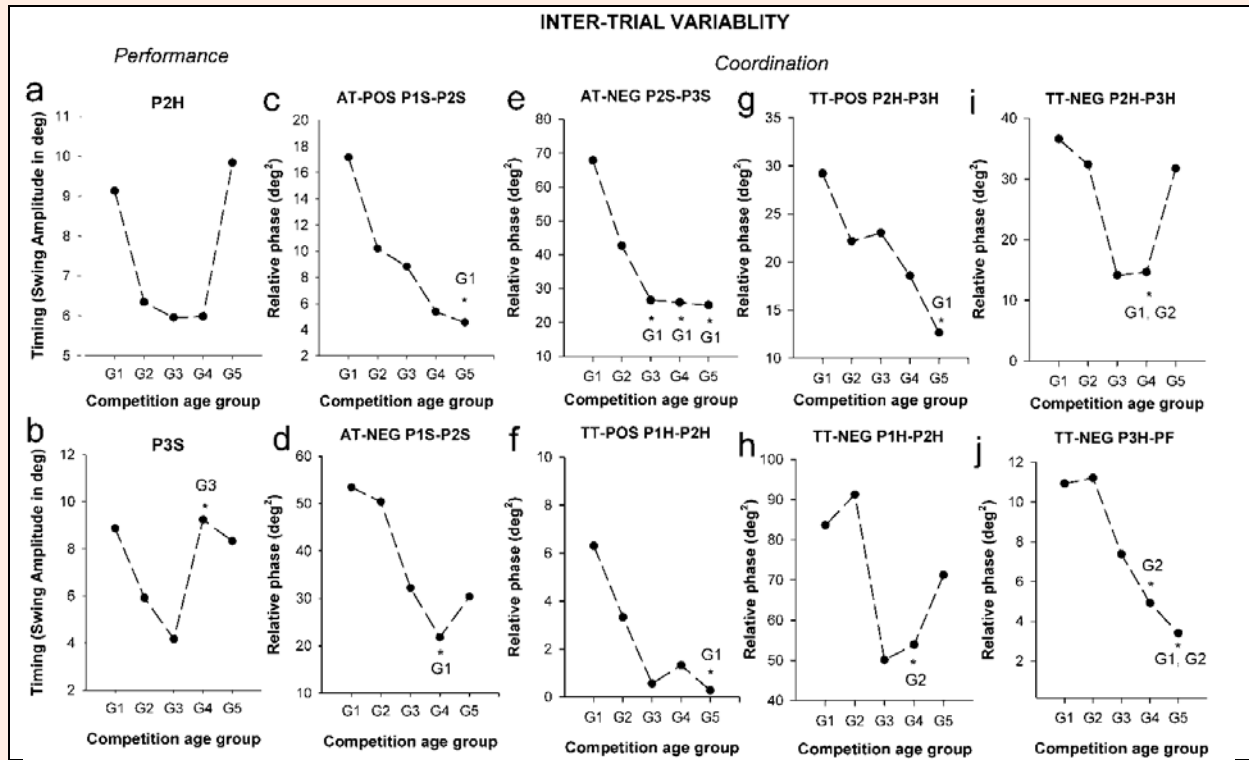 INTER-TRIAL VARIABLITY
Performance
Coordination
a
P2H
Timing (Swing Amplitude in deg)
11
10
9
8
7
6
5
G1 G2 G3 G4 G5
Competition age group
c
AT-POS P1S-P2S
Relative phase (deg²)
20
18
16
14
12
10
8
6
4
2
G1
*
G1 G2 G3 G4 G5
Competition age group
e
AT-NEG P2S-P3S
Relative phase (deg²)
80
70
60
50
40
30
20
10
* * *
G1 G1 G1
G1 G2 G3 G4 G5
Competition age group
g
TT-POS P2H-P3H
Relative phase (deg²)
35
30
25
20
15
10
G1
*
G1 G2 G3 G4 G5
Competition age group
i
TT-NEG P2H-P3H
Relative phase (deg²)
40
30
20
10
0
*
G1, G2
G1 G2 G3 G4 G5
Competition age group
b
P3S
Timing (Swing Amplitude in deg)
12
10
8
6
4
2
G3
*
G1 G2 G3 G4 G5
Competition age group
d
AT-NEG P1S-P2S
Relative phase (deg²)
60
50
40
30
20
10
*
G1
G1 G2 G3 G4 G5
Competition age group
f
TT-POS P1H-P2H
Relative phase (deg²)
10
8
6
4
2
0
G1
*
G1 G2 G3 G4 G5
Competition age group
h
TT-NEG P1H-P2H
Relative phase (deg²)
100
90
80
70
60
50
40
*
G2
G1 G2 G3 G4 G5
Competition age group
j
TT-NEG P3H-PF
Relative phase (deg²)
12
10
8
6
4
2
G2
*
*
G1, G2
G1 G2 G3 G4 G5
Competition age group